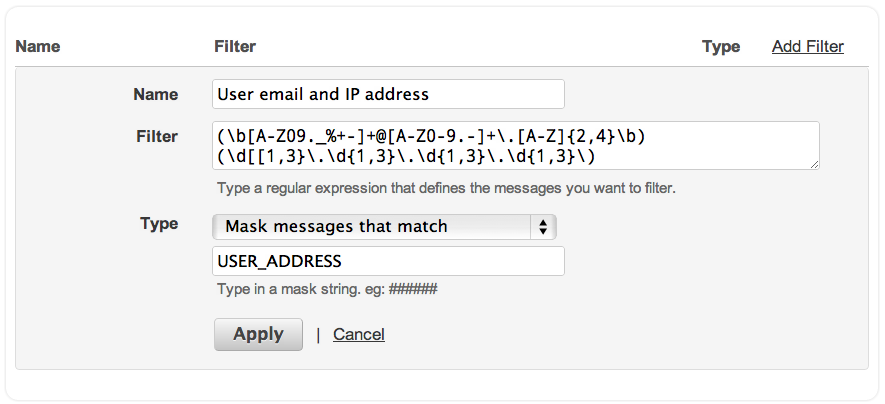 Name Filter Type Add Filter
Name User email and IP address
Filter (\b[A-Z09._%+-]+@[A-Z0-9.-]+\.[A-Z]{2,4}\b)
(\d[[1,3}\.\d{1,3}\.\d{1,3}\.\d{1,3}\)
Type a regular expression that defines the messages you want to filter.
Type Mask messages that match
USER_ADDRESS
Type in a mask string. eg: ######
Apply | Cancel